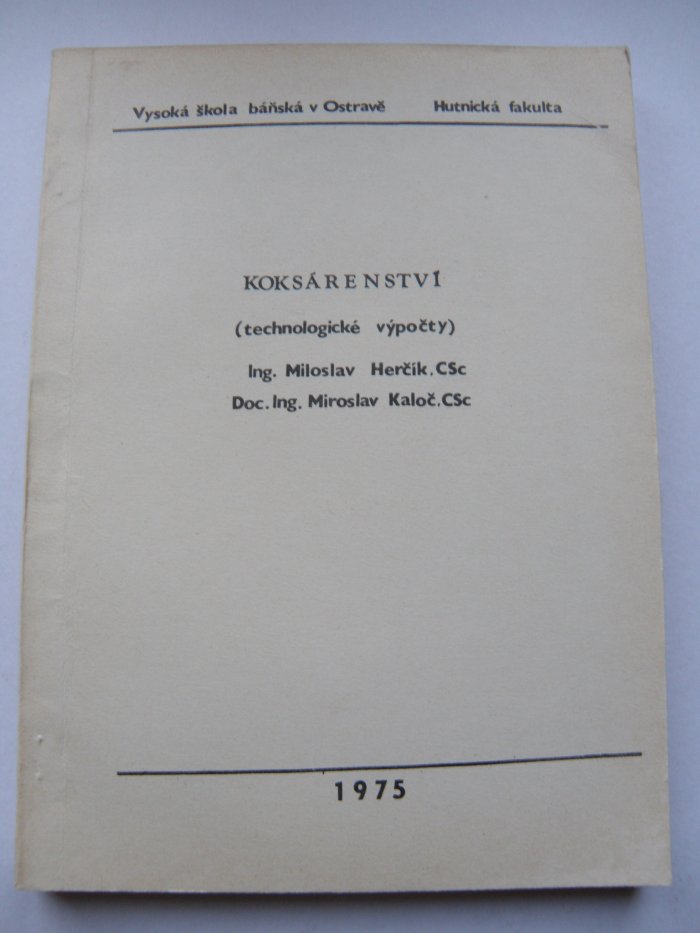 Vysoká škola báňská v Ostravě Hutnická fakulta
KOKSÁRENSTVÍ
(technologické výpočty)
Ing. Miloslav Herčík, CSc
Doc. Ing. Miroslav Kaloč, CSc
1975